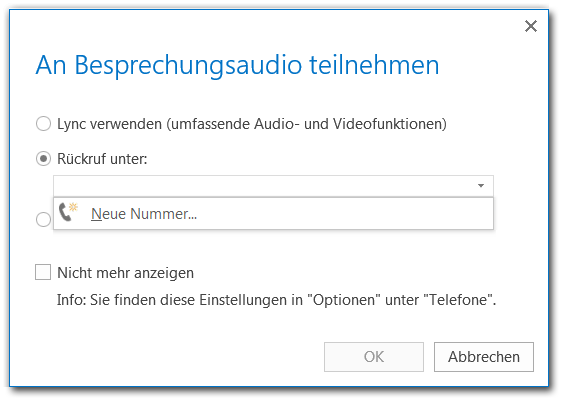 An Besprechungsaudio teilnehmen
Lync verwenden (umfassende Audio- und Videofunktionen)
Rückruf unter:
Neue Nummer...
Nicht mehr anzeigen
Info: Sie finden diese Einstellungen in "Optionen" unter "Telefone".
OK
Abbrechen